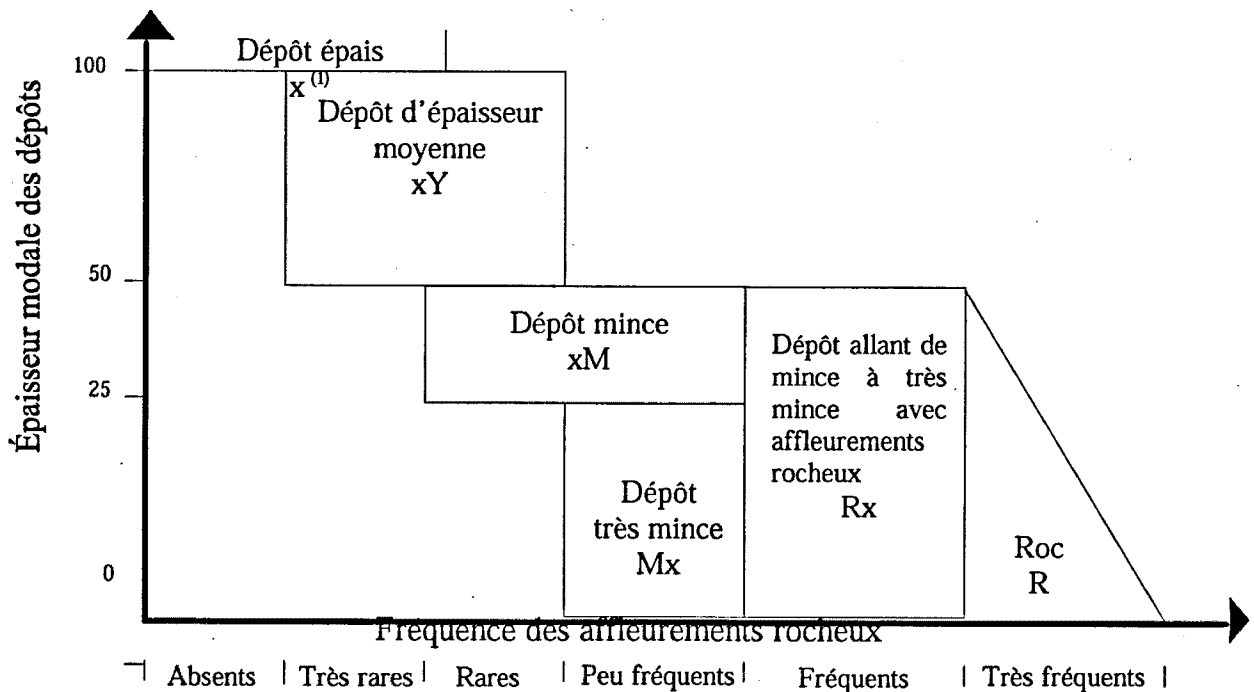 Épaisseur modale des dépôts
100
50
25
0
Dépôt épais
x (1)
Dépôt d'épaisseur
moyenne
xY
Dépôt mince
xM
Dépôt
très mince
Mx
Dépôt allant de
mince à très
mince avec
affleurements
rocheux
Rx
Roc
R
Fréquence des affleurements rocheux
Absents
Très rares
Rares
Peu fréquents
Fréquents
Très fréquents